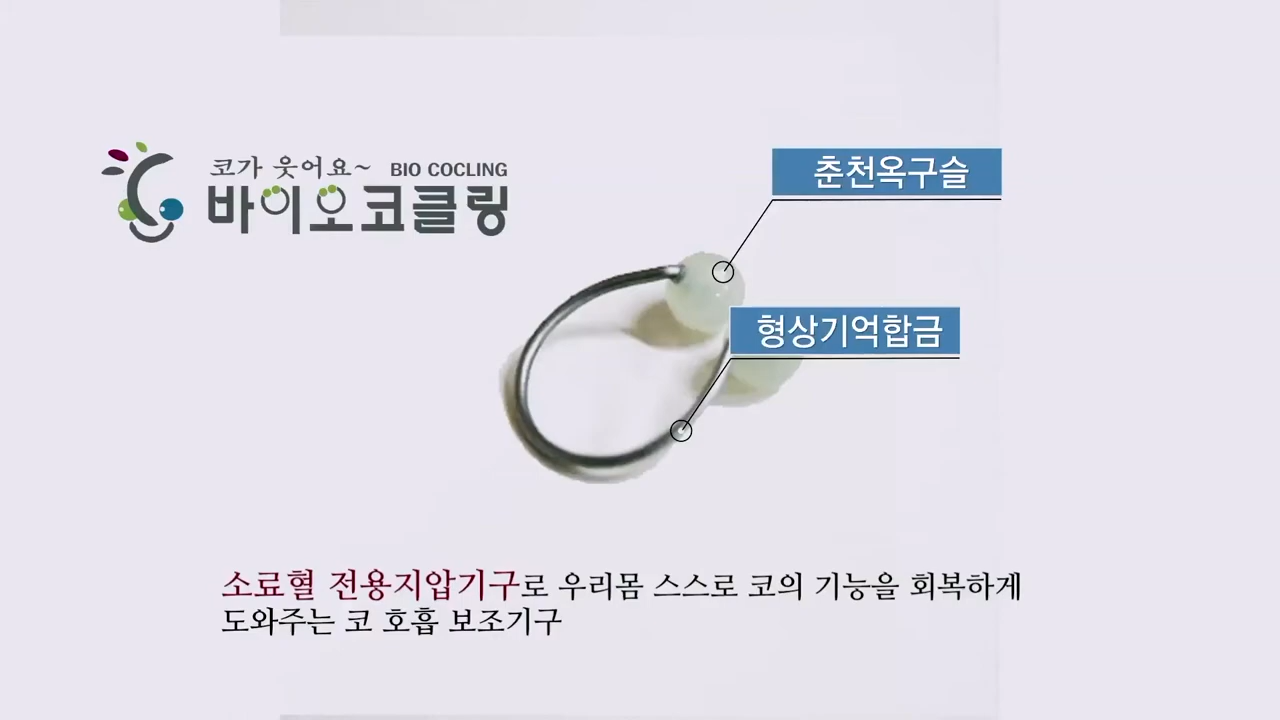 코가 웃어요~ BIO COCLING
바이오코클링
춘천옥구슬
형상기억합금
소료혈 전용지압기구로 우리몸 스스로 코의 기능을 회복하게
도와주는 코 호흡 보조기구